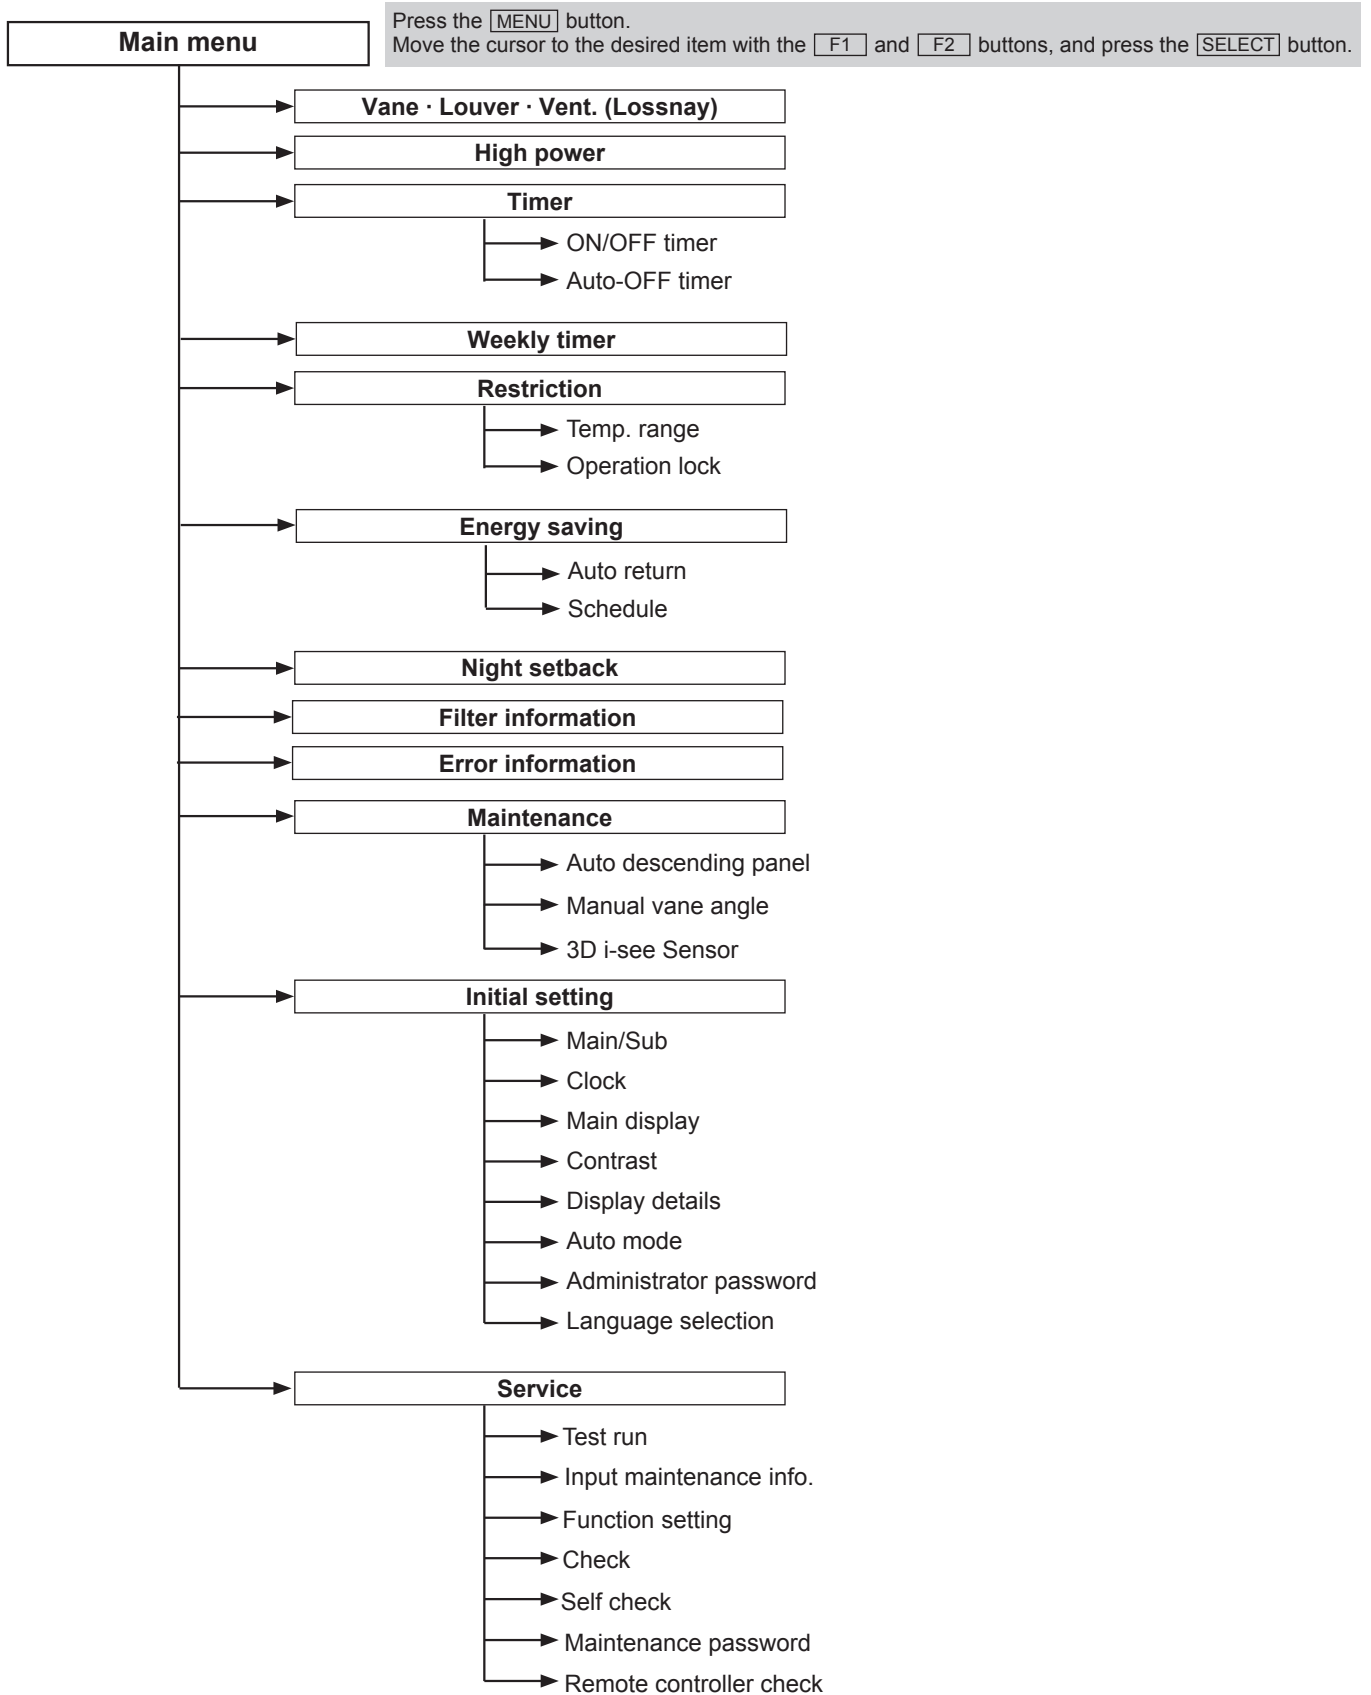 Main menu
Press the MENU button.
Move the cursor to the desired item with the F1 and F2 buttons, and press the SELECT button.
Vane · Louver · Vent. (Lossnay)
High power
Timer
ON/OFF timer
Auto-OFF timer
Weekly timer
Restriction
Temp. range
Operation lock
Energy saving
Auto return
Schedule
Night setback
Filter information
Error information
Maintenance
Auto descending panel
Manual vane angle
3D i-see Sensor
Initial setting
Main/Sub
Clock
Main display
Contrast
Display details
Auto mode
Administrator password
Language selection
Service
Test run
Input maintenance info.
Function setting
Check
Self check
Maintenance password
Remote controller check